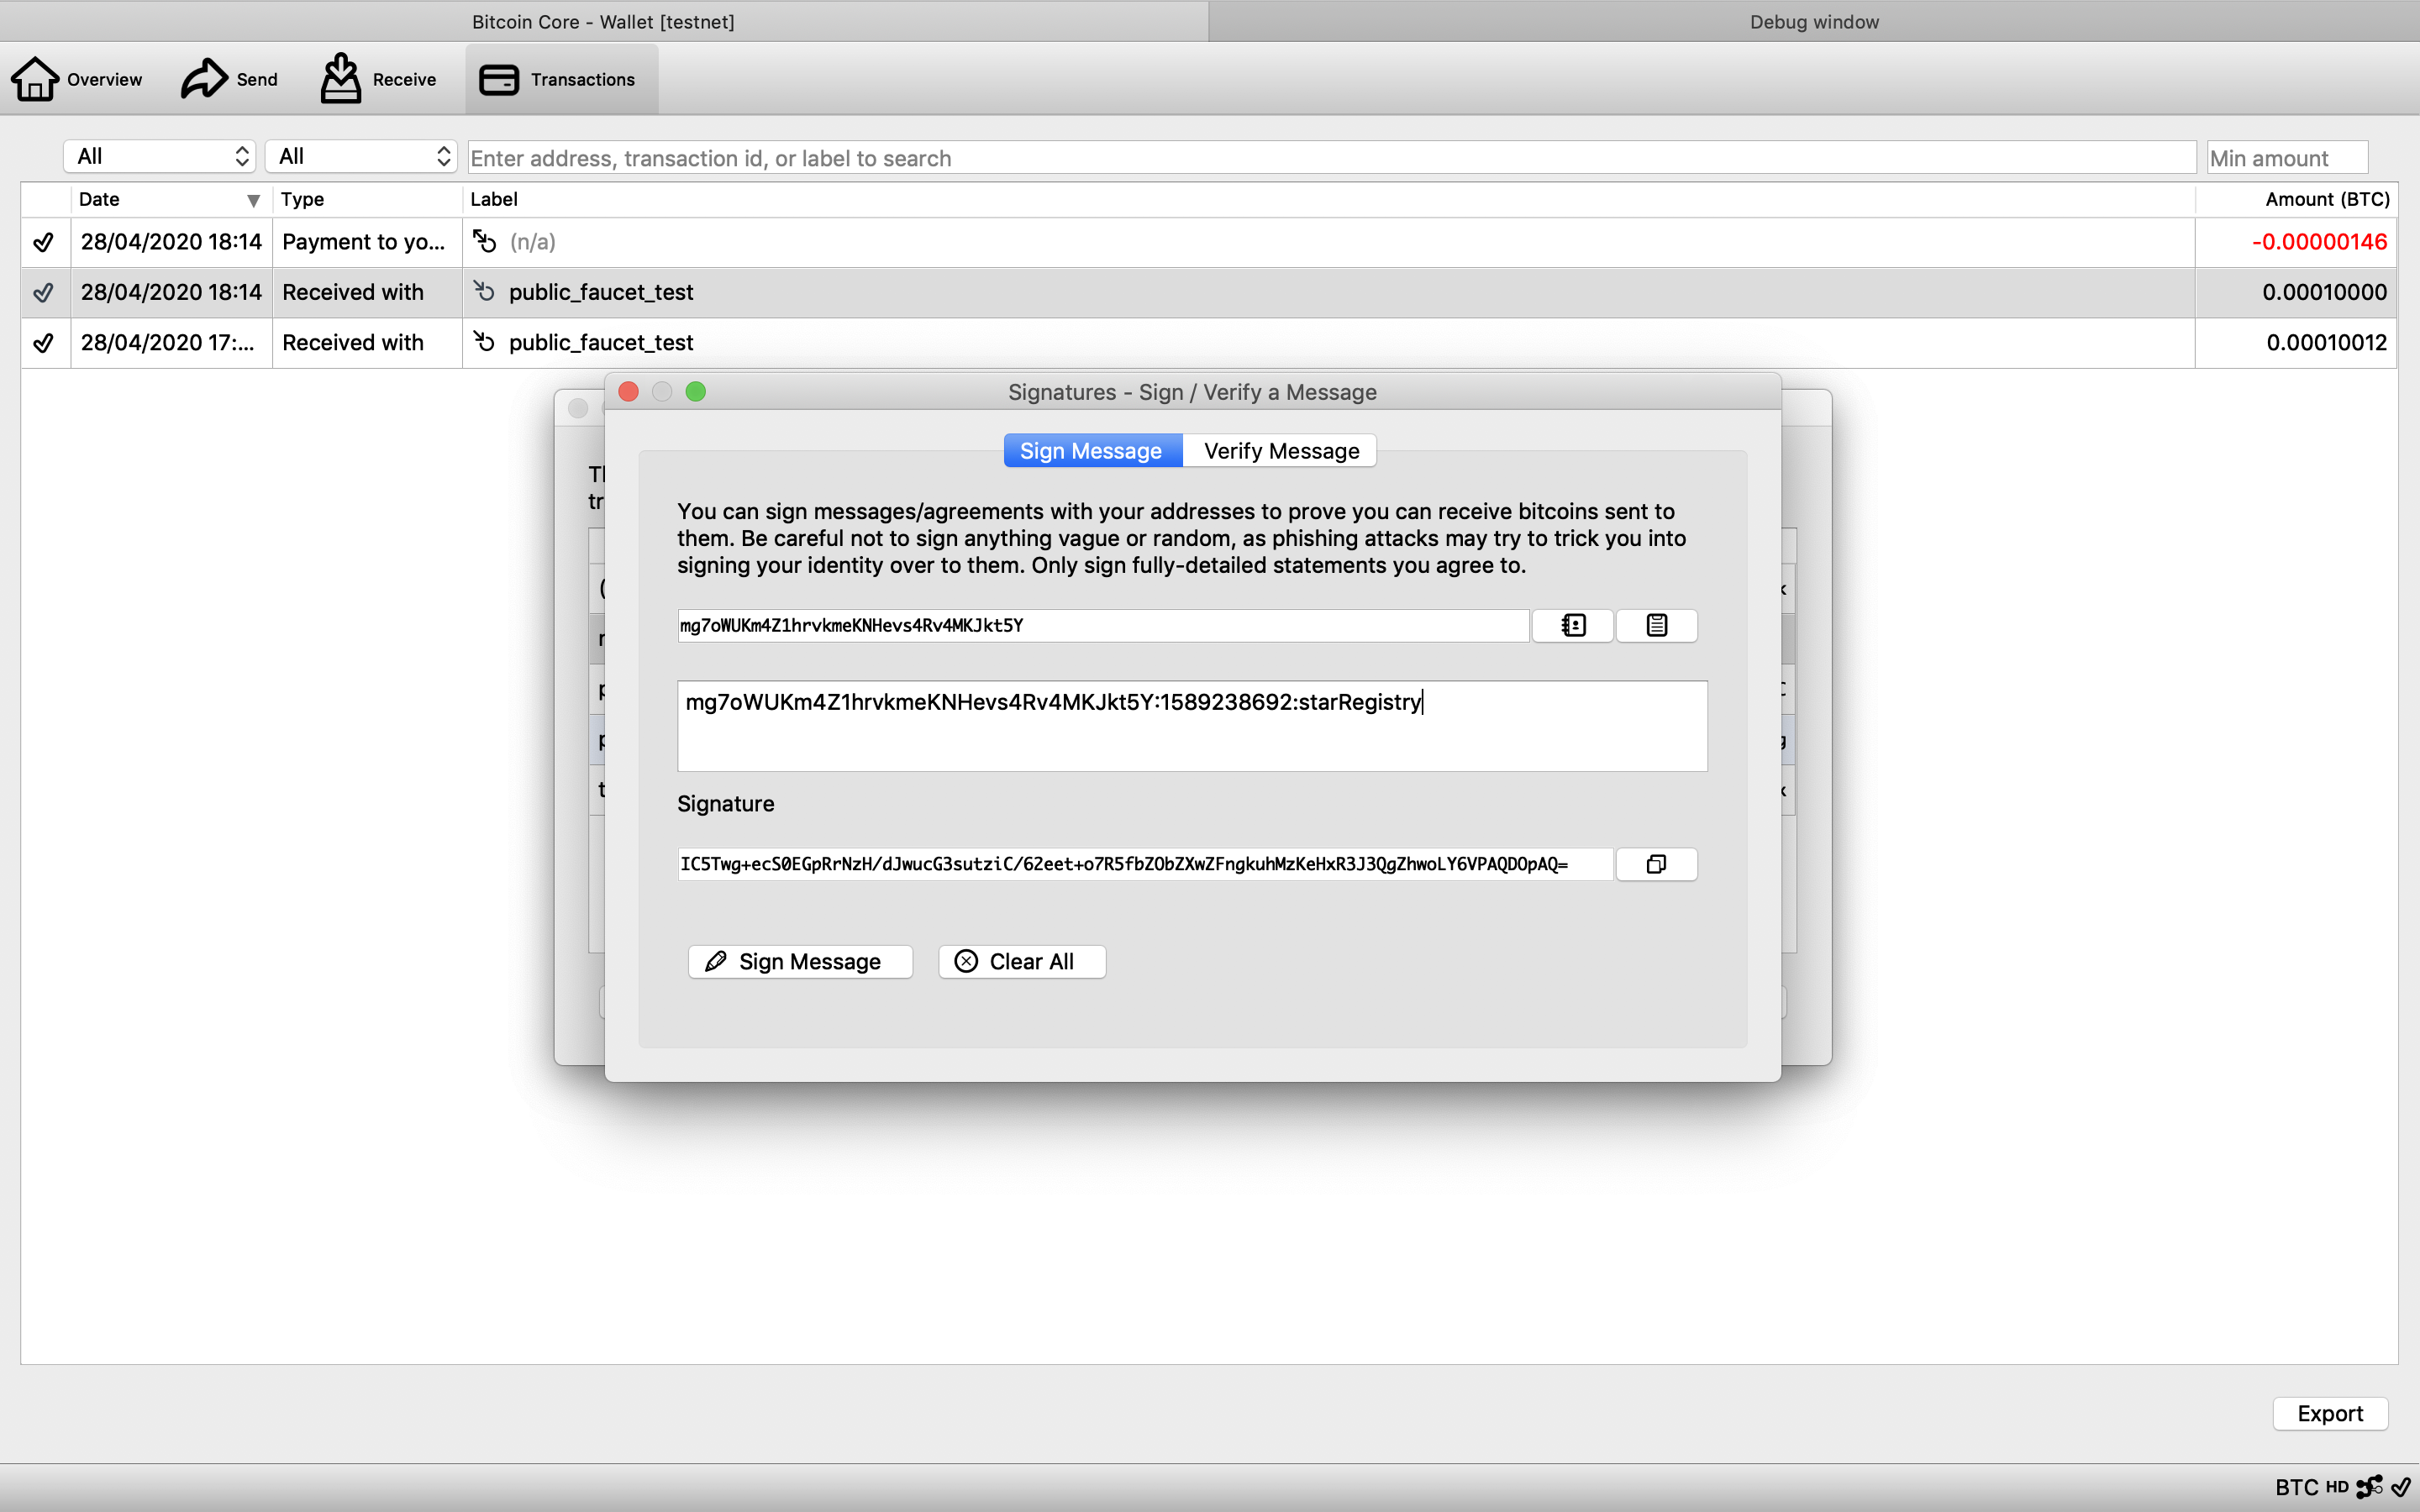 Bitcoin Core - Wallet [testnet]
Debug window
Overview
Send
Receive
Transactions
All
All
Enter address, transaction id, or label to search
Min amount
Date
Type
Label
Amount (BTC)
28/04/2020 18:14 Payment to yo... (n/a) -0.00000146
28/04/2020 18:14 Received with public_faucet_test 0.00010000
28/04/2020 17:... Received with public_faucet_test 0.00010012
Signatures - Sign / Verify a Message
Sign Message
Verify Message
You can sign messages/agreements with your addresses to prove you can receive bitcoins sent to
them. Be careful not to sign anything vague or random, as phishing attacks may try to trick you into
signing your identity over to them. Only sign fully-detailed statements you agree to.
mg7oWUKm4Z1hrvkmeKNHevs4Rv4MKJkt5Y
mg7oWUKm4Z1hrvkmeKNHevs4Rv4MKJkt5Y:1589238692:starRegistry
Signature
IC5Twg+ecS0EGpRrNzH/dJwucG3sutziC/62eet+o7R5fbZObZXwZFngkuhMzKeHxR3J3QgZhwoLY6VPAQDOpAQ=
Sign Message
Clear All
Export
BTC HD